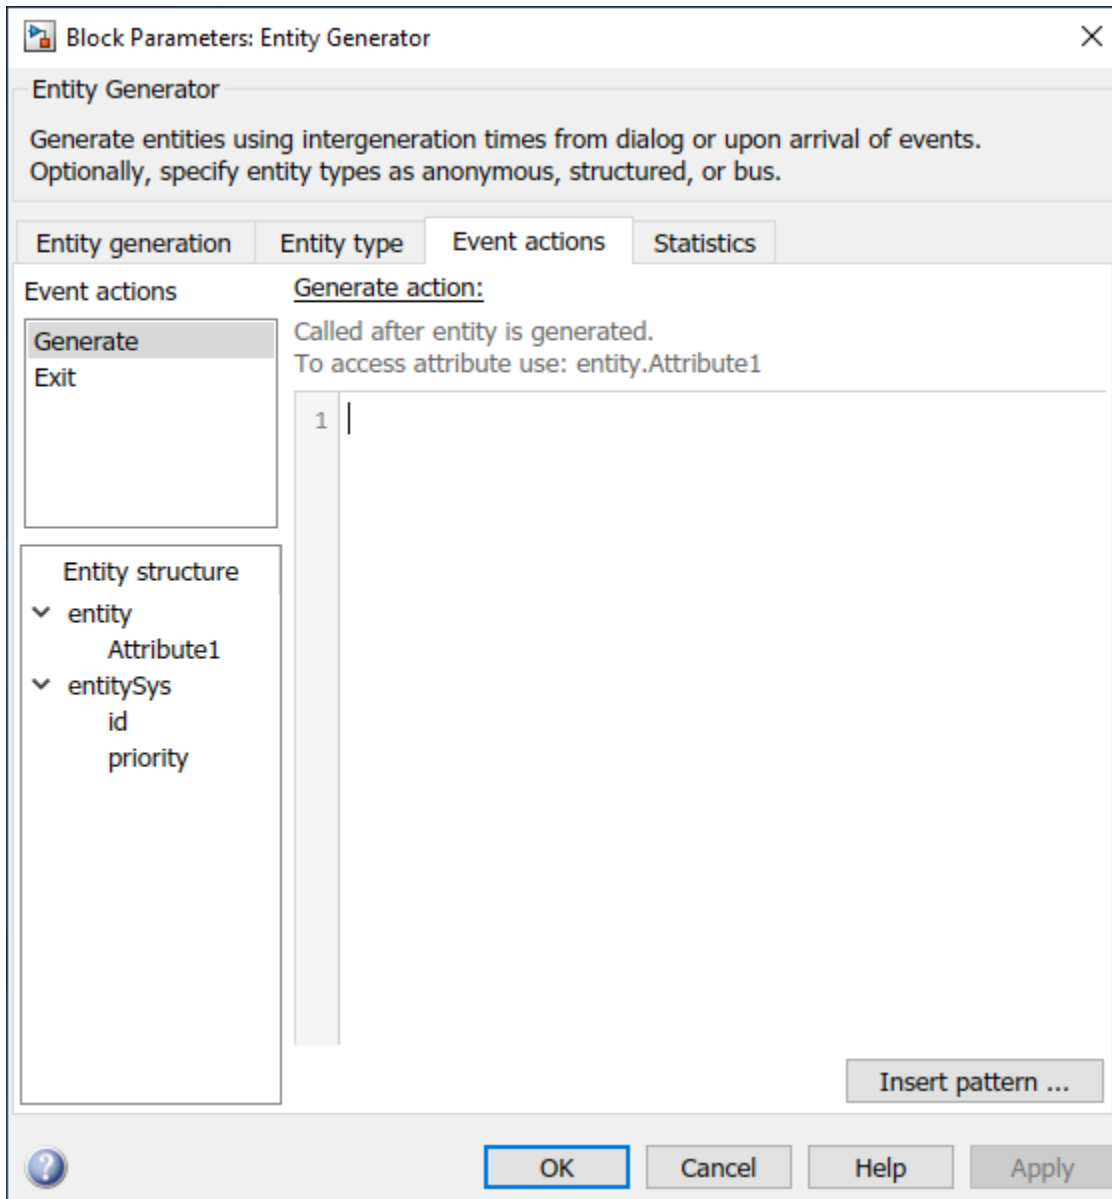 Block Parameters: Entity Generator
Entity Generator
Generate entities using intergeneration times from dialog or upon arrival of events.
Optionally, specify entity types as anonymous, structured, or bus.
Entity generation
Entity type
Event actions
Statistics
Event actions
Generate
Exit
Generate action:
Called after entity is generated.
To access attribute use: entity.Attribute1
1
Entity structure
entity
Attribute1
entitySys
id
priority
Insert pattern ...
?
OK
Cancel
Help
Apply